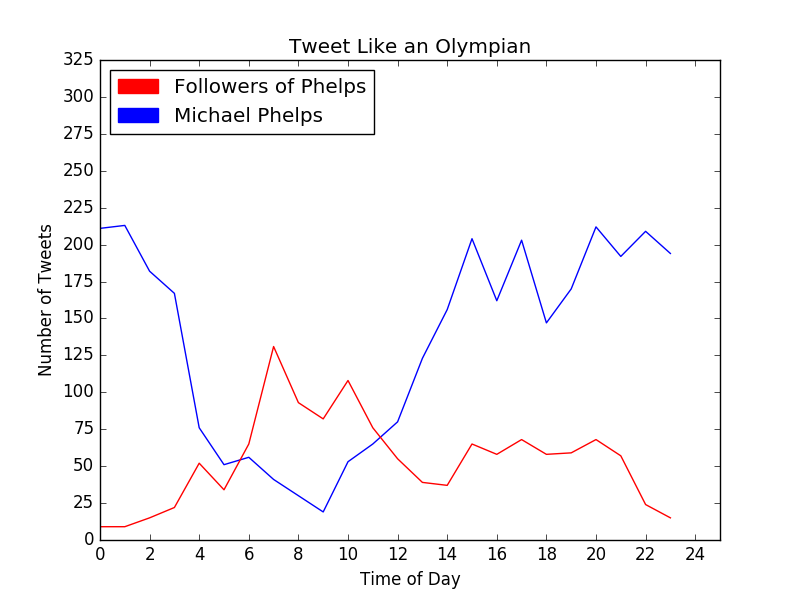 Tweet Like an Olympian
Followers of Phelps
Michael Phelps
325
300
275
250
225
200
175
150
125
100
75
50
25
0
Number of Tweets
0 2 4 6 8 10 12 14 16 18 20 22 24
Time of Day